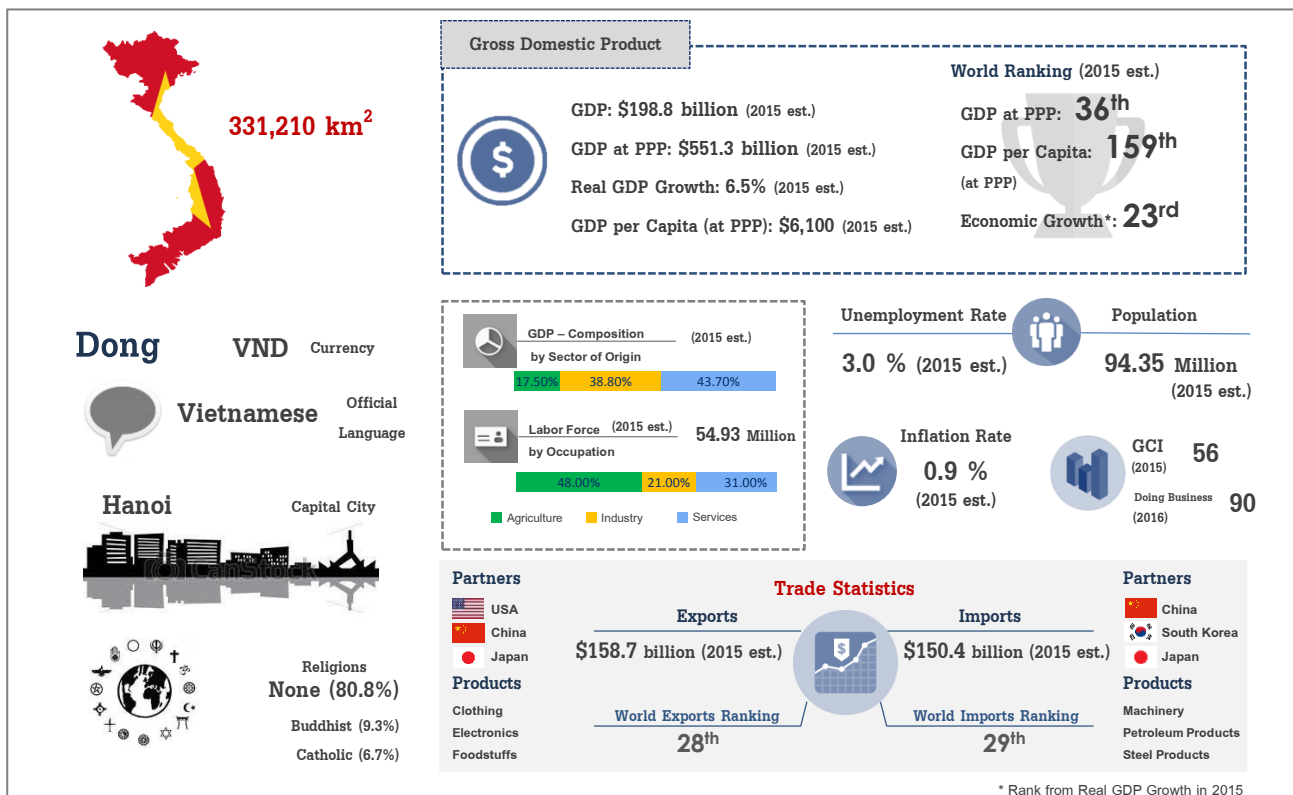 331,210 km²
Dong VND Currency
Vietnamese Official
Language
Hanoi Capital City
CanStock
Religions
None (80.8%)
Buddhist (9.3%)
Catholic (6.7%)
Gross Domestic Product
GDP: $198.8 billion (2015 est.)
GDP at PPP: $551.3 billion (2015 est.)
Real GDP Growth: 6.5% (2015 est.)
GDP per Capita (at PPP): $6,100 (2015 est.)
World Ranking (2015 est.)
GDP at PPP: 36th
GDP per Capita: 159th
(at PPP)
Economic Growth*: 23rd
GDP – Composition (2015 est.)
by Sector of Origin
17.50% 38.80% 43.70%
Labor Force (2015 est.) 54.93 Million
by Occupation
48.00% 21.00% 31.00%
Agriculture Industry Services
Unemployment Rate
3.0 % (2015 est.)
Population
94.35 Million
(2015 est.)
Inflation Rate
0.9 %
(2015 est.)
GCI 56
(2015)
Doing Business 90
(2016)
Trade Statistics
Partners
USA
China
Japan
Products
Clothing
Electronics
Foodstuffs
Exports
$158.7 billion (2015 est.)
World Exports Ranking
28th
Imports
$150.4 billion (2015 est.)
World Imports Ranking
29th
Partners
China
South Korea
Japan
Products
Machinery
Petroleum Products
Steel Products
* Rank from Real GDP Growth in 2015